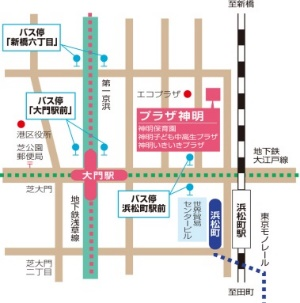 至新橋
バス停
「新橋六丁目」
第一京浜
エコプラザ
プラザ神明
神明保育園
神明子ども中高生プラザ
神明いきいきプラザ
バス停
「大門駅前」
港区役所
芝公園
郵便局
地下鉄
大江戸線
大門駅
芝大門
バス停
浜松町駅前
地下鉄浅草線
世界貿易
センタービル
浜松町
浜松町駅
東京モノレール
芝大門
二丁目
至田町